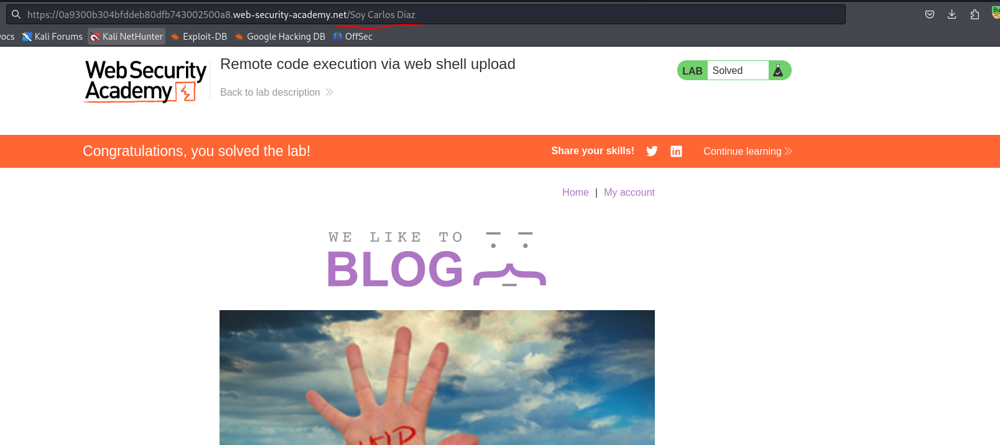 https://0a9300b304bfddeb80dfb743002500a8.web-security-academy.net/Soy Carlos Diaz
Bu
ocs Kali Forums Kali NetHunter Exploit-DB Google Hacking DB OffSec
Web Security
Academy
Remote code execution via web shell upload
Back to lab description
LAB Solved
Congratulations, you solved the lab!
Share your skills! Continue learning
Home | My account
WE LIKE TO
BLOG
HELP